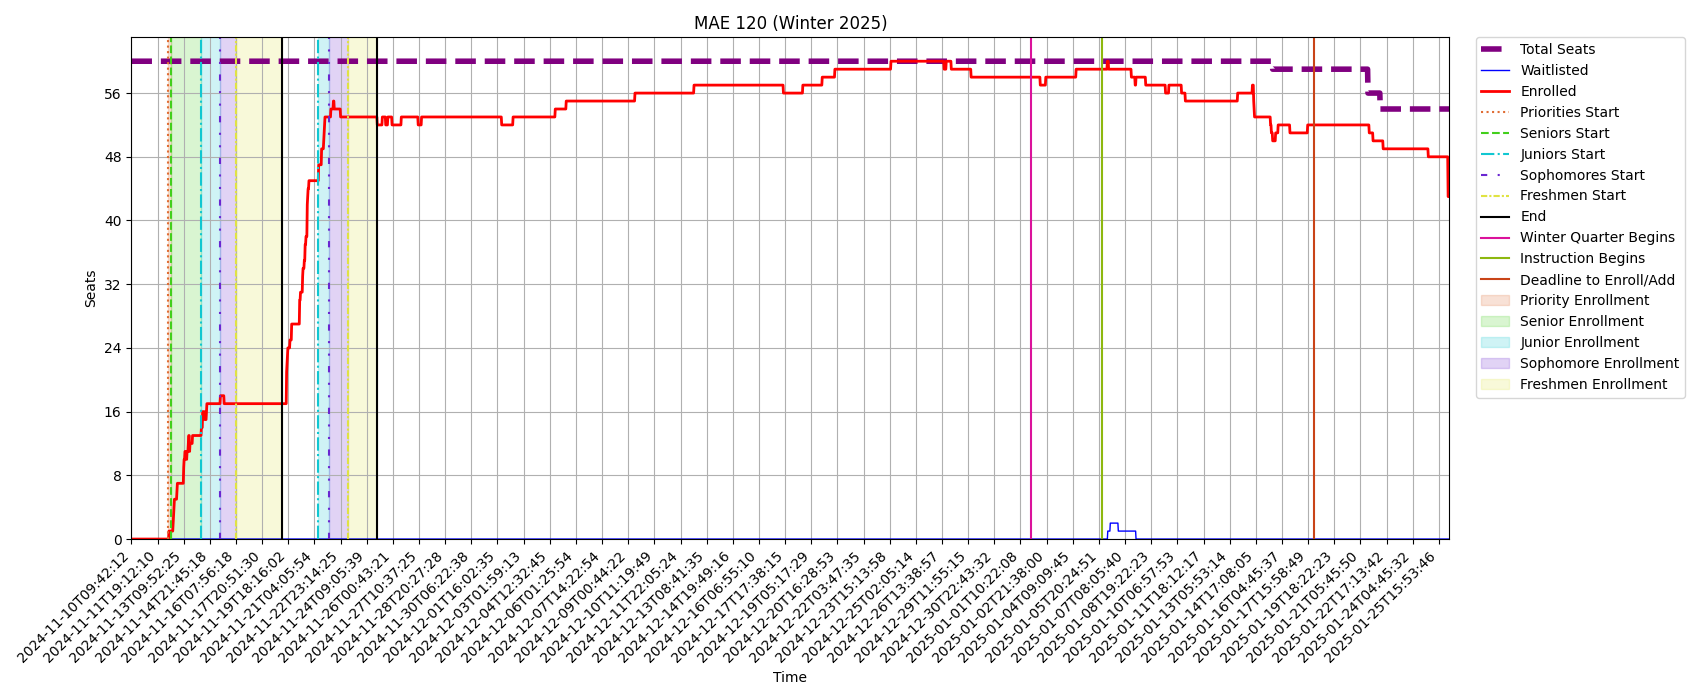 MAE 120 (Winter 2025)
Seats
56
48
40
32
24
16
8
0
2024-11-10T09:42:12
2024-11-11T19:12:10
2024-11-13T09:52:25
2024-11-14T21:45:18
2024-11-16T07:56:18
2024-11-17T20:51:30
2024-11-19T18:16:02
2024-11-21T04:05:54
2024-11-22T23:14:25
2024-11-24T09:05:39
2024-11-26T00:43:21
2024-11-27T10:37:25
2024-11-28T20:27:28
2024-11-30T06:22:38
2024-12-01T16:02:35
2024-12-03T01:59:13
2024-12-04T12:32:45
2024-12-06T01:25:54
2024-12-07T14:22:54
2024-12-09T00:44:22
2024-12-10T11:19:49
2024-12-11T22:05:24
2024-12-13T08:41:35
2024-12-14T19:49:16
2024-12-16T06:55:10
2024-12-17T17:38:15
2024-12-19T05:17:29
2024-12-20T16:28:53
2024-12-22T03:47:35
2024-12-23T15:13:58
2024-12-25T02:05:14
2024-12-26T13:38:57
2024-12-29T11:55:15
2024-12-30T22:43:32
2025-01-01T10:22:08
2025-01-02T21:38:00
2025-01-04T09:09:45
2025-01-05T20:24:51
2025-01-07T08:05:40
2025-01-08T19:22:23
2025-01-10T06:57:53
2025-01-11T18:12:17
2025-01-13T05:53:14
2025-01-14T17:08:05
2025-01-16T04:45:37
2025-01-17T15:58:49
2025-01-19T18:22:23
2025-01-21T05:45:50
2025-01-22T17:13:42
2025-01-24T04:45:32
2025-01-25T15:53:46
Time
Total Seats
Waitlisted
Enrolled
Priorities Start
Seniors Start
Juniors Start
Sophomores Start
Freshmen Start
End
Winter Quarter Begins
Instruction Begins
Deadline to Enroll/Add
Priority Enrollment
Senior Enrollment
Junior Enrollment
Sophomore Enrollment
Freshmen Enrollment